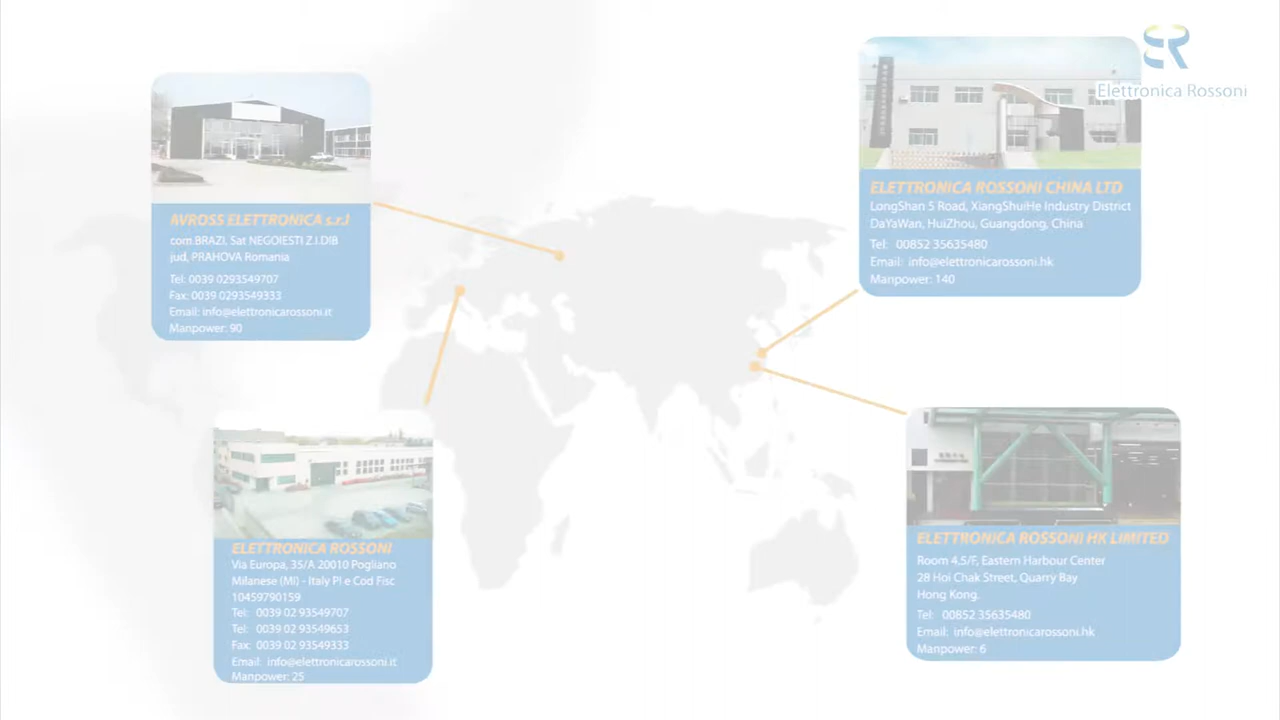 Elettronica Rossoni
AVROSS ELETTRONICA s.r.l
com.BRAZI, Sat NEGOIESTI Z.I.DIB
jud, PRAHOVA Romania
Tel: 0039 0293549707
Fax: 0039 0293549333
Email: info@elettronicarossoni.it
Manpower: 90
ELETTRONICA ROSSONI CHINA LTD
LongShan 5 Road, XiangShuiHe Industry District
DaYaWan, HuiZhou, Guangdong, China
Tel: 00852 35635480
Email: info@elettronicarossoni.hk
Manpower: 140
ELETTRONICA ROSSONI
Via Europa, 35/A 20010 Pogliano
Milanese (MI) - Italy PI e Cod Fisc
10459790159
Tel: 0039 02 93549707
Tel: 0039 02 93549653
Fax: 0039 02 93549333
Email: info@elettronicarossoni.it
Manpower: 25
ELETTRONICA ROSSONI HK LIMITED
Room 4,5/F, Eastern Harbour Center
28 Hoi Chak Street, Quarry Bay
Hong Kong.
Tel: 00852 35635480
Email: info@elettronicarossoni.hk
Manpower: 6